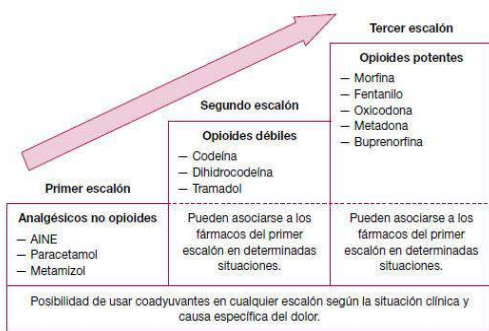 Tercer escalón
Opioides potentes
— Morfina
— Fentanilo
— Oxicodona
— Metadona
— Buprenorfina
Pueden asociarse a los
fármacos del primer
escalón en determinadas
situaciones.
Segundo escalón
Opioides débiles
— Codeína
— Dihidrocodeína
— Tramadol
Pueden asociarse a los
fármacos del primer
escalón en determinadas
situaciones.
Primer escalón
Analgésicos no opioides
— AINE
— Paracetamol
— Metamizol
Posibilidad de usar coadyuvantes en cualquier escalón según la situación clínica y
causa específica del dolor.